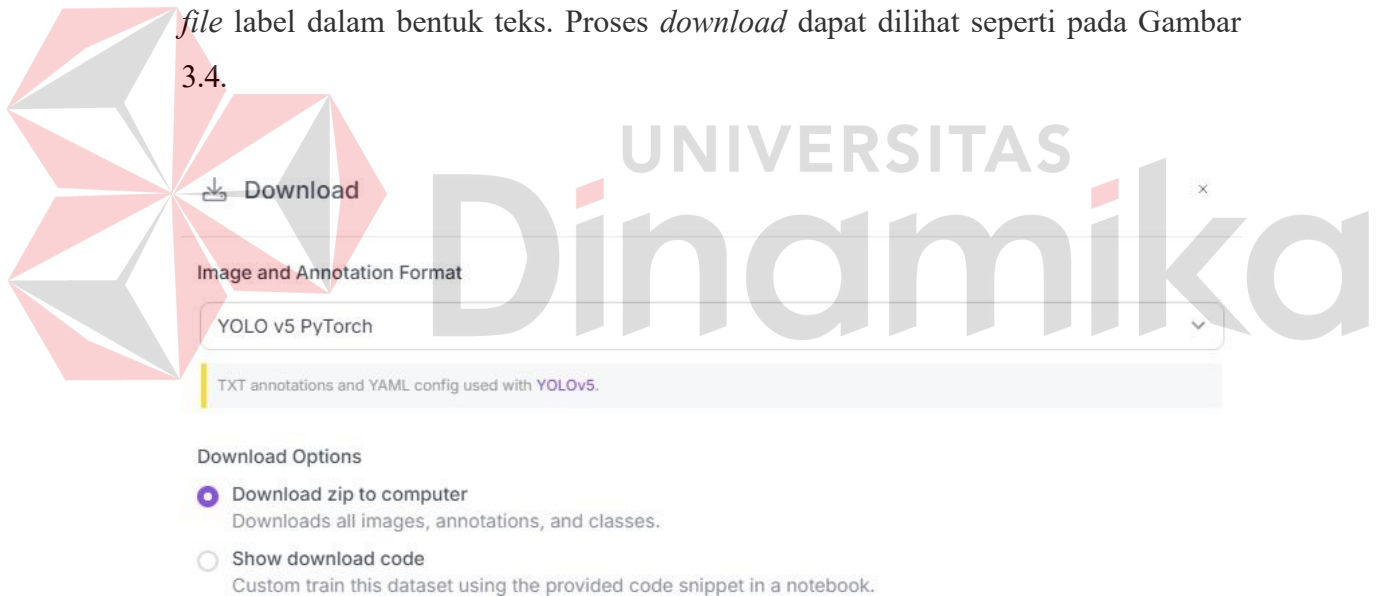 file label dalam bentuk teks. Proses download dapat dilihat seperti pada Gambar
3.4.
UNIVERSITAS
Dinamika
Download
×
Image and Annotation Format
YOLO v5 PyTorch
TXT annotations and YAML config used with YOLOv5.
Download Options
Download zip to computer
Downloads all images, annotations, and classes.
Show download code
Custom train this dataset using the provided code snippet in a notebook.